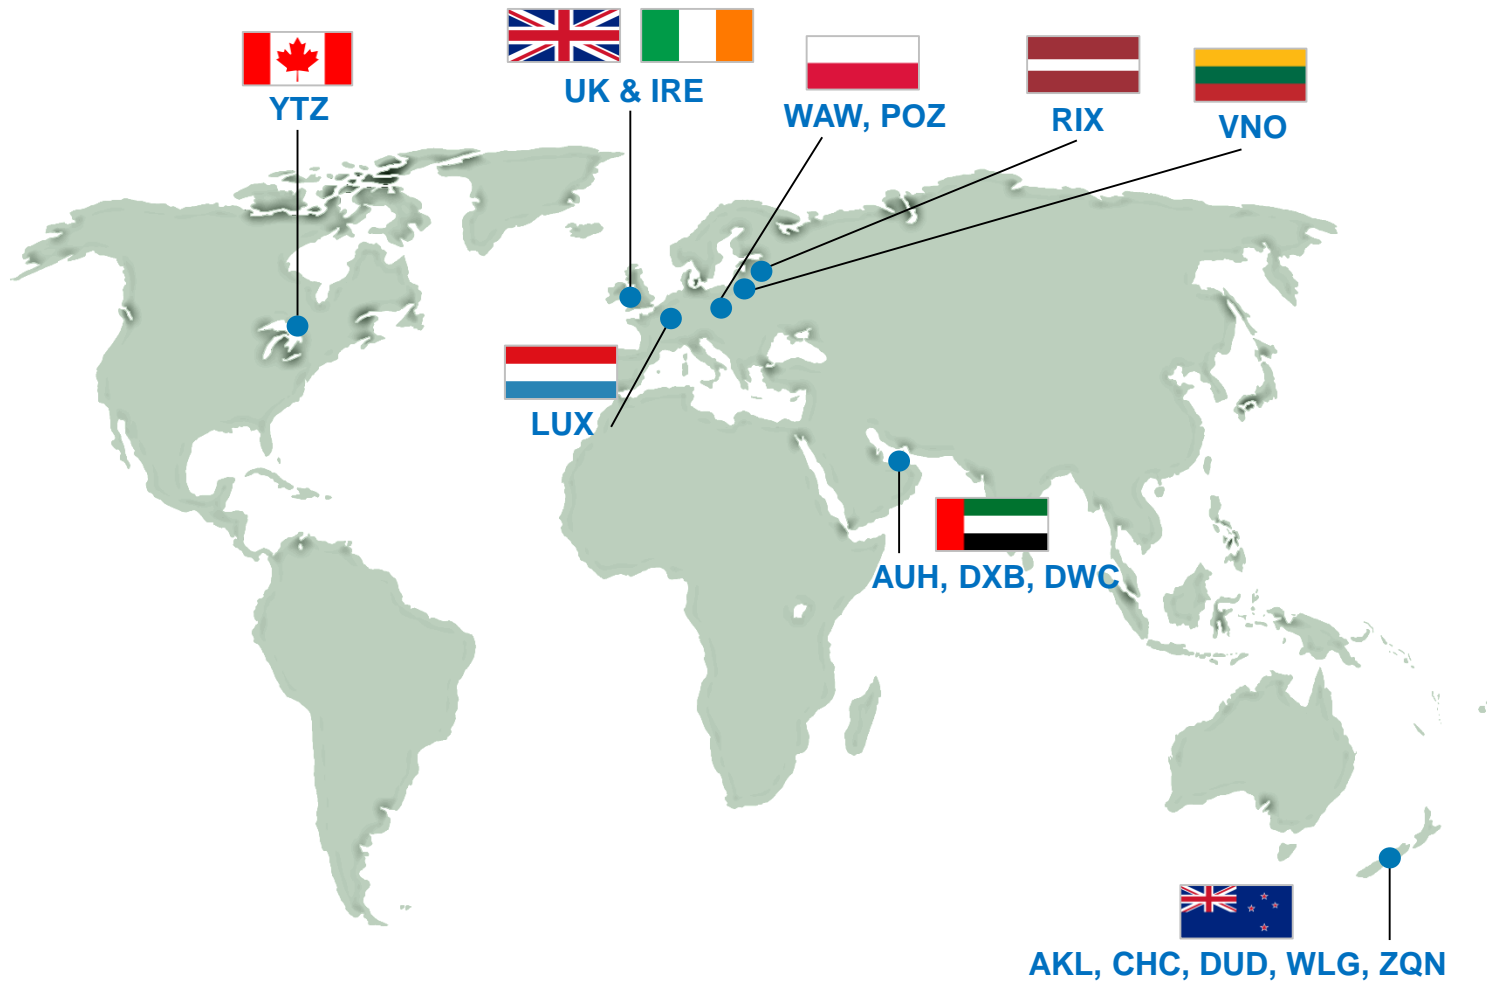 YTZ
UK & IRE
WAW, POZ
RIX
VNO
LUX
AUH, DXB, DWC
AKL, CHC, DUD, WLG, ZQN